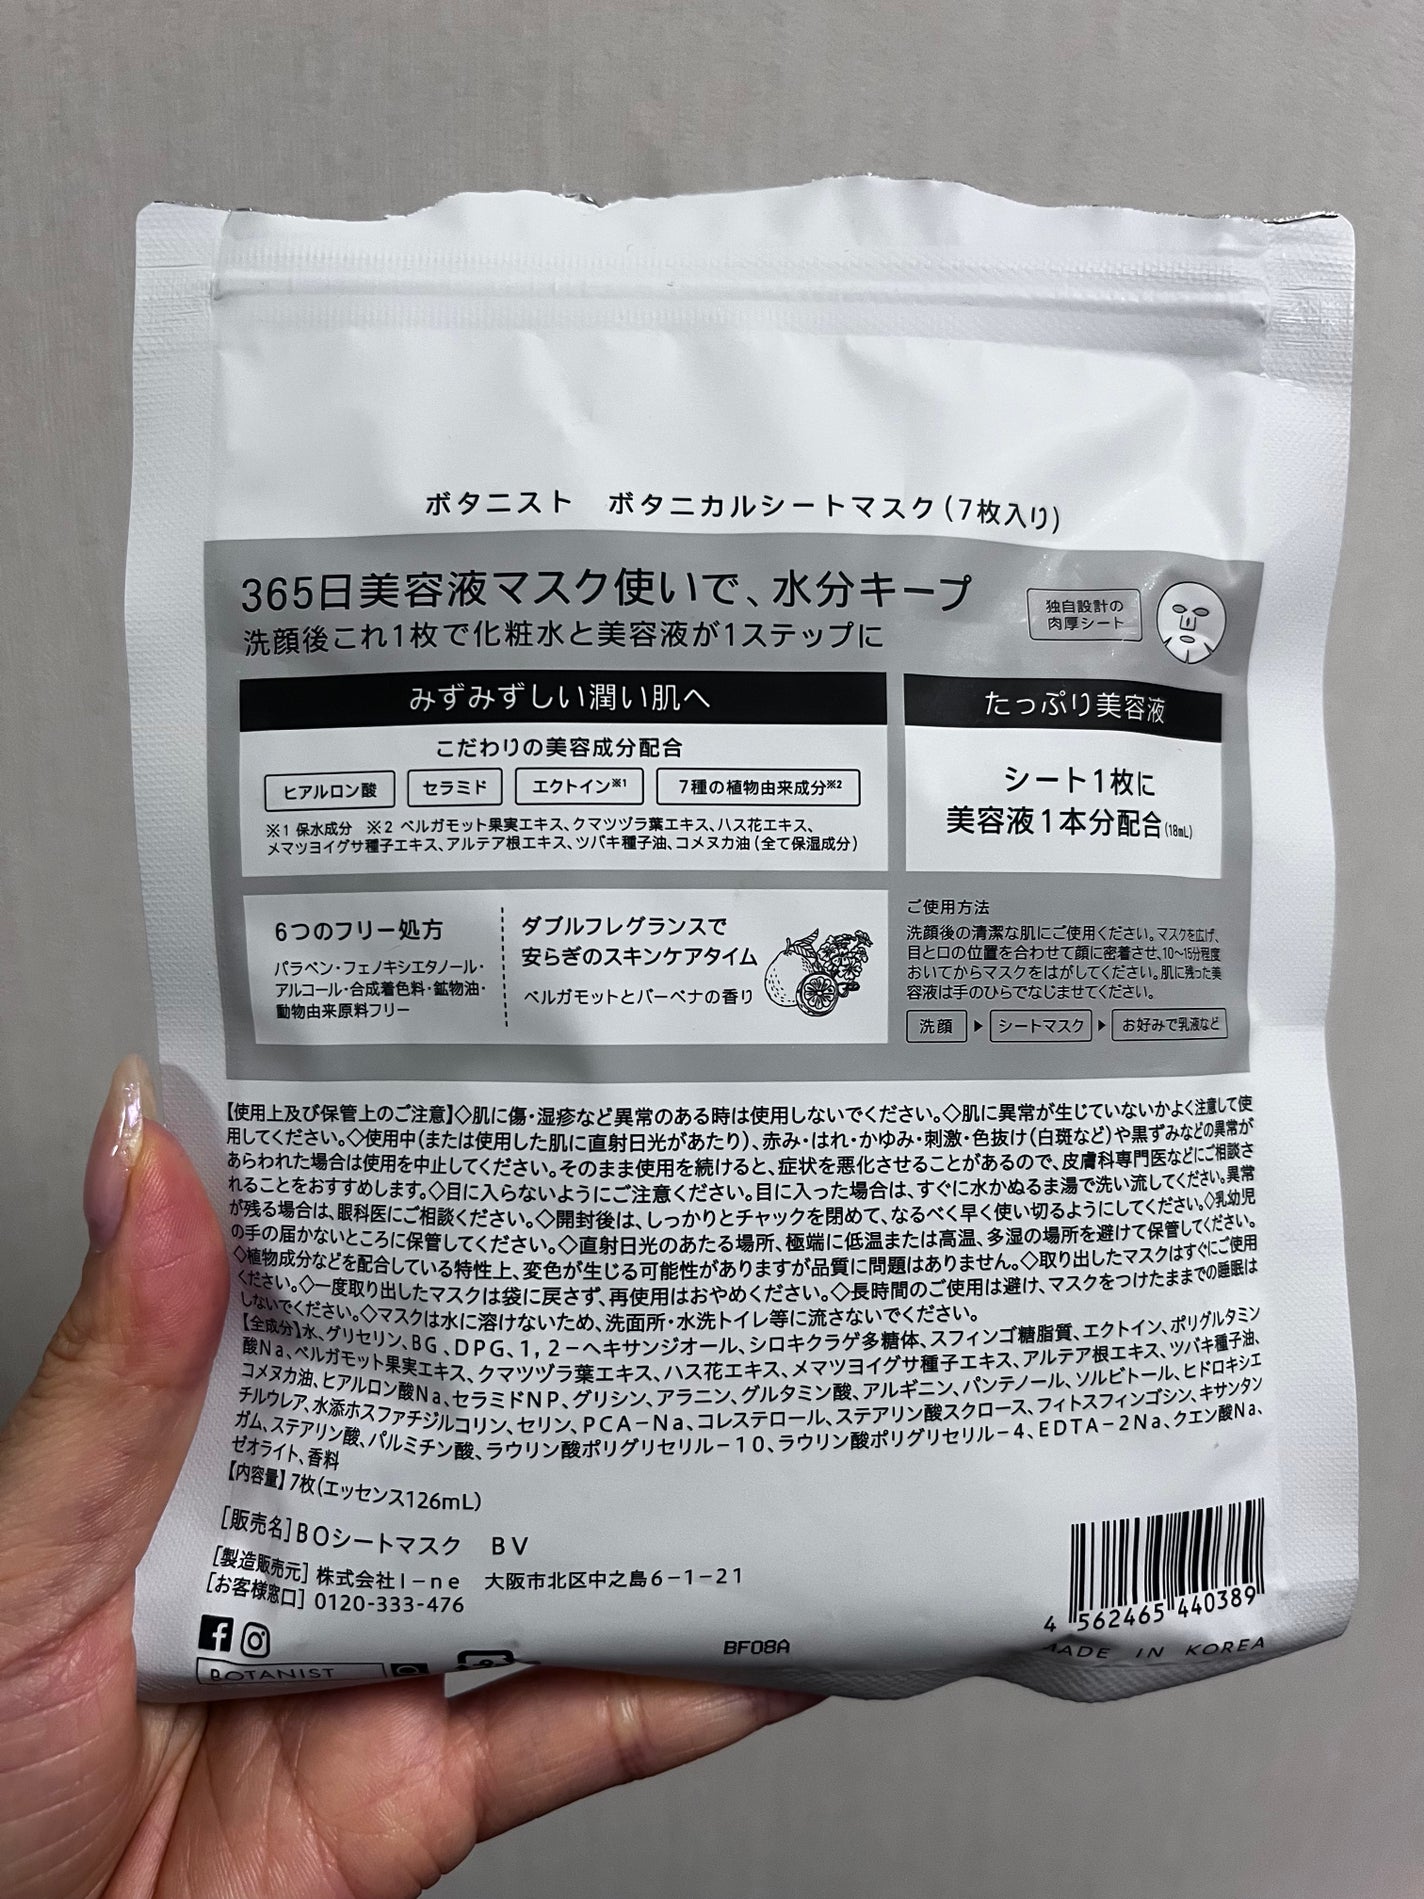 ボタニスト ボタニカルシートマスク(7枚入り)
365日美容液マスク使いで、水分キープ
洗顔後これ1枚で化粧水と美容液が1ステップに
独自設計の
肉厚シート
みずみずしい潤い肌へ
こだわりの美容成分配合
ヒアルロン酸 セラミド エクトイン※1 7種の植物由来成分※2
※1 保水成分 ※2 ベルガモット果実エキス、クマツヅラ葉エキス、ハス花エキス、
メマツヨイグサ種子エキス、アルテア根エキス、ツバキ種子油、コメヌカ油(全て保湿成分)
たっぷり美容液
シート1枚に
美容液1本分配合(18mL)
6つのフリー処方
パラベン・フェノキシエタノール・
アルコール・合成着色料・鉱物油・
動物由来原料フリー
ダブルフレグランスで
安らぎのスキンケアタイム
ベルガモットとバーベナの香り
ご使用方法
洗顔後の清潔な肌にご使用ください。マスクを広げ、
目と口の位置を合わせて顔に密着させ、10〜15分程度
おいてからマスクをはがしてください。肌に残った美
容液は手のひらでなじませてください。
洗顔 ▶ シートマスク ▶ お好みで乳液など
【使用上及び保管上のご注意】◇肌に傷・湿疹など異常のある時は使用しないでください。◇肌に異常が生じていないかよく注意して使
用してください。◇使用中(または使用した肌に直射日光があたり)、赤み・はれ・かゆみ・刺激・色抜け(白斑など)や黒ずみなどの異常が
あらわれた場合は使用を中止してください。そのまま使用を続けると、症状を悪化させることがあるので、皮膚科専門医などにご相談さ
れることをおすすめします。◇目に入らないようにご注意ください。目に入った場合は、すぐに水かぬるま湯で洗い流してください。異常
が残る場合は、眼科医にご相談ください。◇開封後は、しっかりとチャックを閉めて、なるべく早く使い切るようにしてください。◇乳幼児
の手の届かないところに保管してください。◇直射日光のあたる場所、極端に低温または高温、多湿の場所を避けて保管してください。
◇植物成分などを配合している特性上、変色が生じる可能性がありますが品質に問題はありません。◇取り出したマスクはすぐにご使用
ください。◇一度取り出したマスクは袋に戻さず、再使用はおやめください。◇長時間のご使用は避け、マスクをつけたままでの睡眠は
しないでください。◇マスクは水に溶けないため、洗面所・水洗トイレ等に流さないでください。
【全成分】水、グリセリン、BG、DPG、1，2－ヘキサンジオール、シロキクラゲ多糖体、スフィンゴ糖脂質、エクトイン、ポリグルタミン
酸Na、ベルガモット果実エキス、クマツヅラ葉エキス、ハス花エキス、メマツヨイグサ種子エキス、アルテア根エキス、ツバキ種子油、
コメヌカ油、ヒアルロン酸Na、セラミドNP、グリシン、アラニン、グルタミン酸、アルギニン、パンテノール、ソルビトール、ヒドロキシエ
チルウレア、水添ホスファチジルコリン、セリン、PCA－Na、コレステロール、ステアリン酸スクロース、フィトスフィンゴシン、キサンタン
ガム、ステアリン酸、パルミチン酸、ラウリン酸ポリグリセリル－10、ラウリン酸ポリグリセリル－4、EDTA－2Na、クエン酸Na、
ゼオライト、香料
【内容量】7枚(エッセンス126mL)
[販売名]BOシートマスク BV
[製造販売元] 株式会社I－ne 大阪市北区中之島6－1－21
[お客様窓口] 0120-333-476
4 562465 440389
BOTANIST
BF08A
MADE IN KOREA